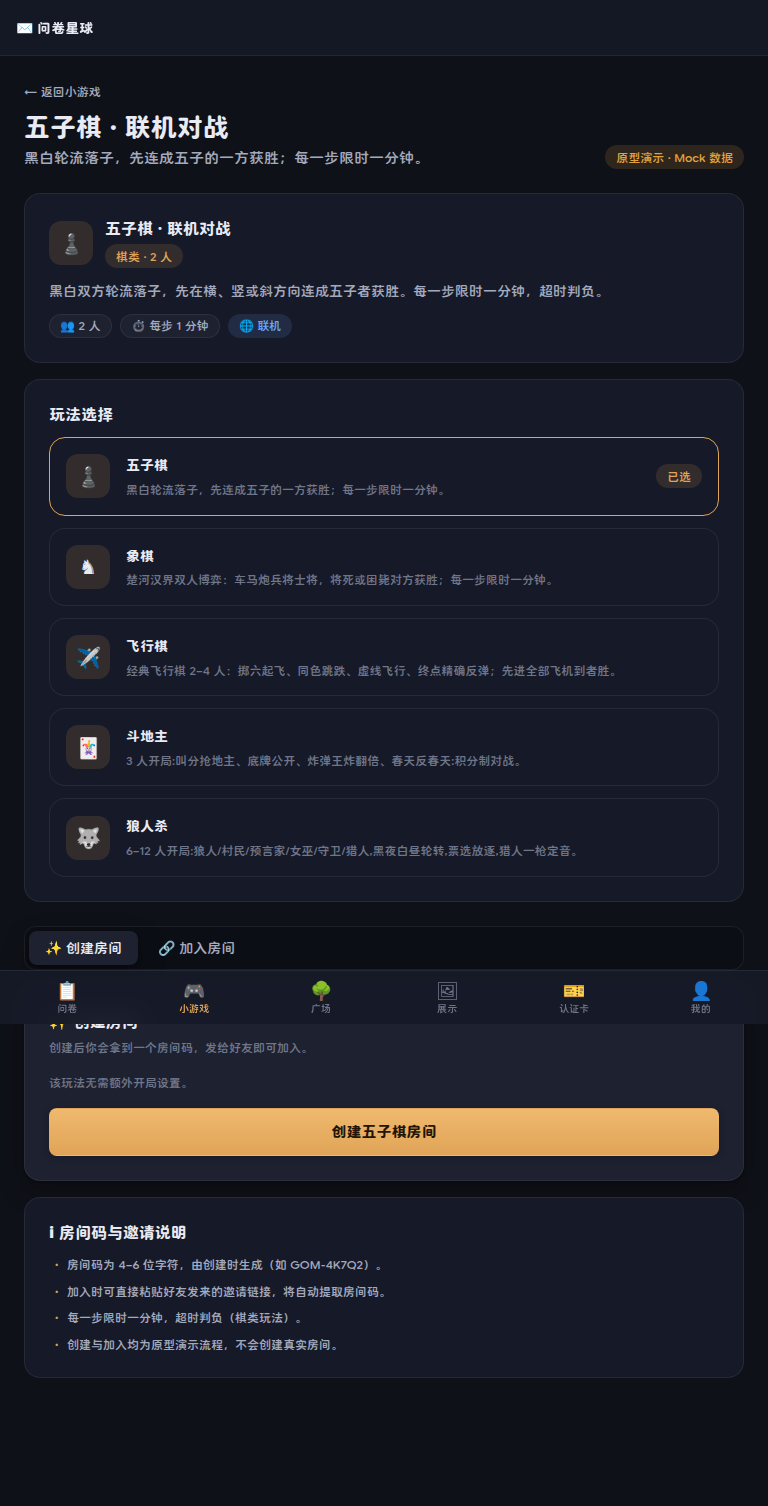 问卷星球
← 返回小游戏
五子棋 · 联机对战
黑白轮流落子，先连成五子的一方获胜；每一步限时一分钟。
原型演示 · Mock 数据
五子棋 · 联机对战
棋类 · 2 人
黑白双方轮流落子，先在横、竖或斜方向连成五子者获胜。每一步限时一分钟，超时判负。
2 人
每步 1 分钟
联机
玩法选择
五子棋
黑白轮流落子，先连成五子的一方获胜；每一步限时一分钟。
已选
象棋
楚河汉界双人博弈：车马炮兵将士将，将死或困毙对方获胜；每一步限时一分钟。
飞行棋
经典飞行棋 2–4 人：掷六起飞、同色跳跃、虚线飞行、终点精确反弹；先进全部飞机到者胜。
斗地主
3 人开局:叫分抢地主、底牌公开、炸弹王炸翻倍、春天反春天:积分制对战。
狼人杀
6–12 人开局:狼人/村民/预言家/女巫/守卫/猎人,黑夜白昼轮转,票选放逐,猎人一枪定音。
创建房间
加入房间
问卷
小游戏
广场
展示
认证卡
我的
创建房间
创建后你会拿到一个房间码，发给好友即可加入。
该玩法无需额外开局设置。
创建五子棋房间
ℹ 房间码与邀请说明
· 房间码为 4–6 位字符，由创建时生成（如 GOM-4K7Q2）。
· 加入时可直接粘贴好友发来的邀请链接，将自动提取房间码。
· 每一步限时一分钟，超时判负（棋类玩法）。
· 创建与加入均为原型演示流程，不会创建真实房间。